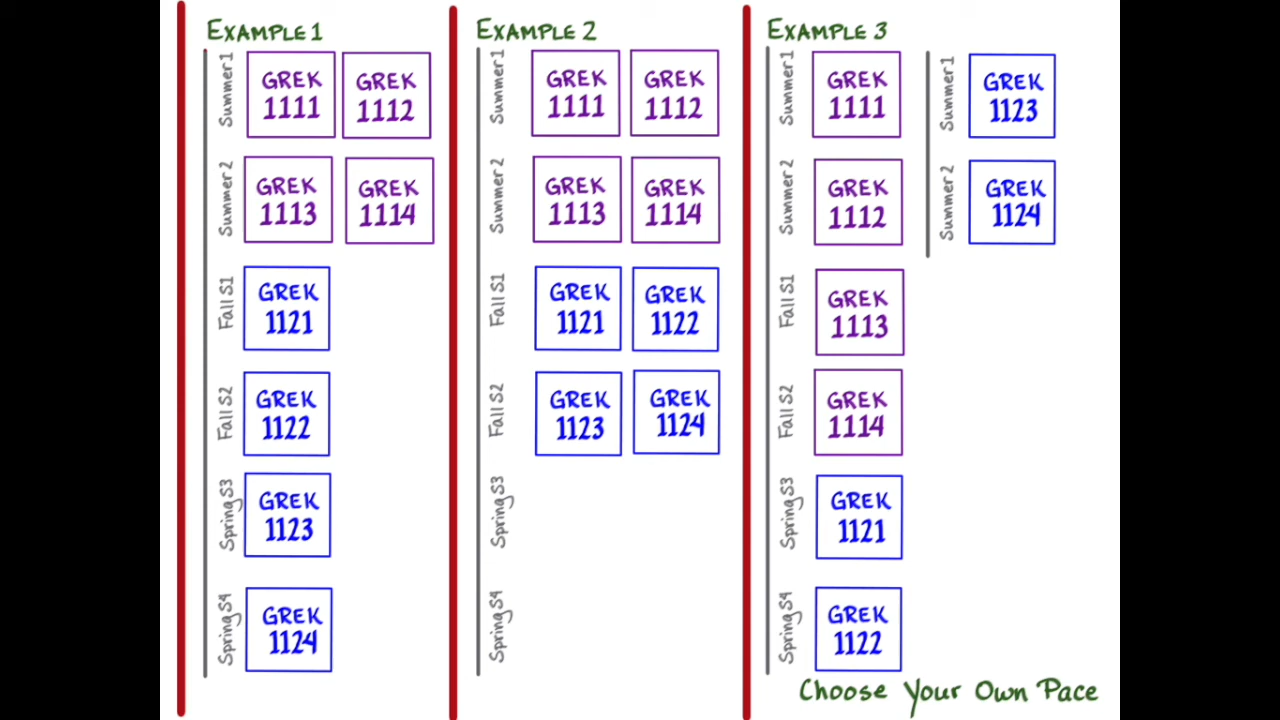 EXAMPLE 1
Summer 1
GREK
1111
GREK
1112
Summer 2
GREK
1113
GREK
1114
Fall S1
GREK
1121
Fall S2
GREK
1122
Spring S3
GREK
1123
Spring S4
GREK
1124
EXAMPLE 2
Summer 1
GREK
1111
GREK
1112
Summer 2
GREK
1113
GREK
1114
Fall S1
GREK
1121
GREK
1122
Fall S2
GREK
1123
GREK
1124
Spring S3
Spring S4
EXAMPLE 3
Summer 1
GREK
1111
Summer 2
GREK
1112
Fall S1
GREK
1113
Fall S2
GREK
1114
Spring S3
GREK
1121
Spring S4
GREK
1122
Summer 1
GREK
1123
Summer 2
GREK
1124
Choose Your Own Pace